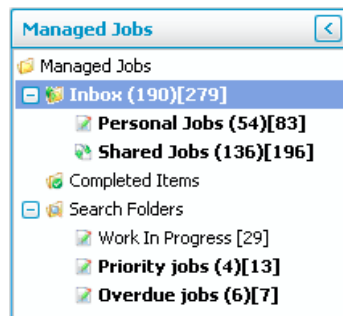 Managed Jobs
Managed Jobs
Inbox (190)[279]
Personal Jobs (54)[83]
Shared Jobs (136)[196]
Completed Items
Search Folders
Work In Progress [29]
Priority jobs (4)[13]
Overdue jobs (6)[7]